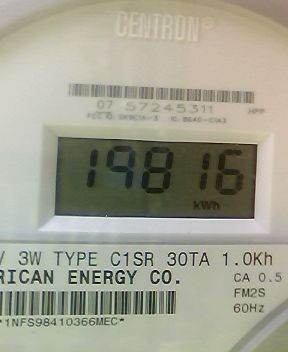 CENTRON®
07 57245311
19816
kWh
3W TYPE C1SR 30TA 1.0Kh
RICAN ENERGY CO.
CA 0.5
FM2S
60Hz
*1NFS98410366MEC*